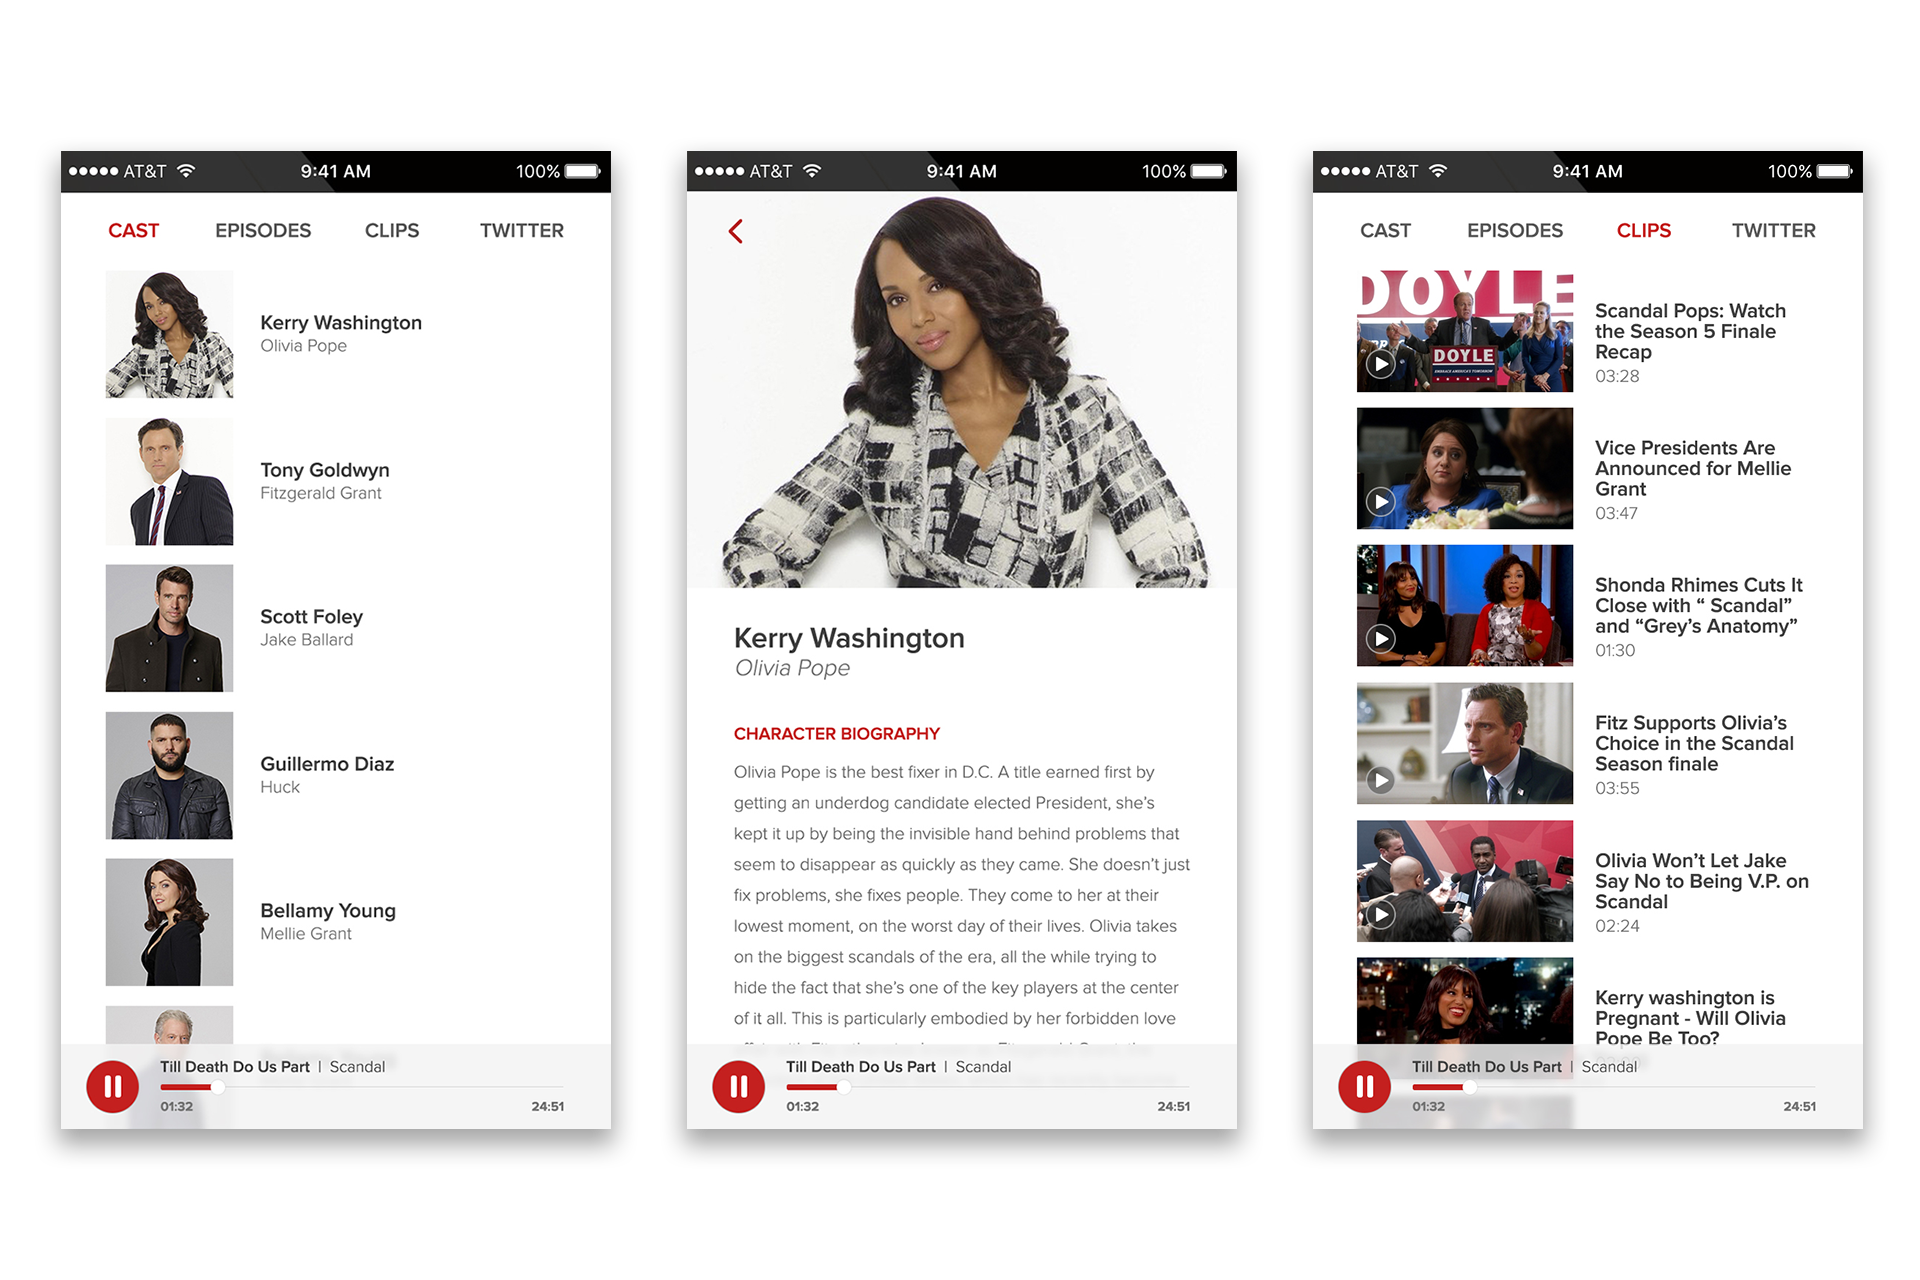 AT&T 9:41 AM 100%
CAST EPISODES CLIPS TWITTER
Kerry Washington
Olivia Pope
Tony Goldwyn
Fitzgerald Grant
Scott Foley
Jake Ballard
Guillermo Diaz
Huck
Bellamy Young
Mellie Grant
Till Death Do Us Part | Scandal
01:32 24:51
AT&T 9:41 AM 100%
Kerry Washington
Olivia Pope
CHARACTER BIOGRAPHY
Olivia Pope is the best fixer in D.C. A title earned first by
getting an underdog candidate elected President, she's
kept it up by being the invisible hand behind problems that
seem to disappear as quickly as they came. She doesn't just
fix problems, she fixes people. They come to her at their
lowest moment, on the worst day of their lives. Olivia takes
on the biggest scandals of the era, all the while trying to
hide the fact that she's one of the key players at the center
of it all. This is particularly embodied by her forbidden love
Till Death Do Us Part | Scandal
01:32 24:51
AT&T 9:41 AM 100%
CAST EPISODES CLIPS TWITTER
DOYLE
DOYLE
EMBRACE AMERICA'S TOMORROW
Scandal Pops: Watch
the Season 5 Finale
Recap
03:28
Vice Presidents Are
Announced for Mellie
Grant
03:47
Shonda Rhimes Cuts It
Close with “ Scandal”
and “Grey’s Anatomy”
01:30
Fitz Supports Olivia’s
Choice in the Scandal
Season finale
03:55
Olivia Won’t Let Jake
Say No to Being V.P. on
Scandal
02:24
Kerry washington is
Pregnant - Will Olivia
Pope Be Too?
Till Death Do Us Part | Scandal
01:32 24:51